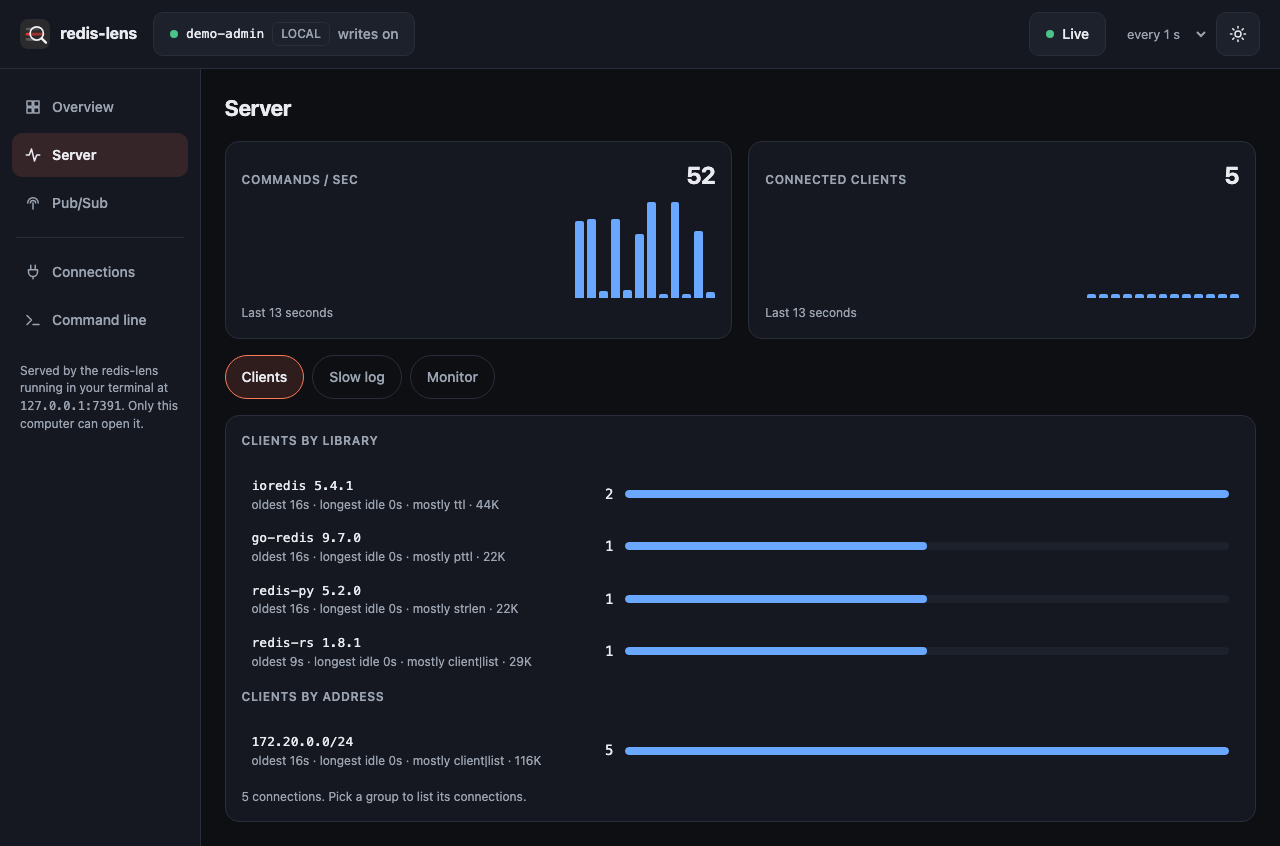 redis-lens
demo-admin LOCAL writes on
Live
every 1 s
Overview
Server
Pub/Sub
Connections
Command line
Served by the redis-lens
running in your terminal at
127.0.0.1:7391. Only this
computer can open it.
Server
COMMANDS / SEC
52
Last 13 seconds
CONNECTED CLIENTS
5
Last 13 seconds
Clients
Slow log
Monitor
CLIENTS BY LIBRARY
ioredis 5.4.1
oldest 16s · longest idle 0s · mostly ttl · 44K
2
go-redis 9.7.0
oldest 16s · longest idle 0s · mostly pttl · 22K
1
redis-py 5.2.0
oldest 16s · longest idle 0s · mostly strlen · 22K
1
redis-rs 1.8.1
oldest 9s · longest idle 0s · mostly client|list · 29K
1
CLIENTS BY ADDRESS
172.20.0.0/24
oldest 16s · longest idle 0s · mostly client|list · 116K
5
5 connections. Pick a group to list its connections.